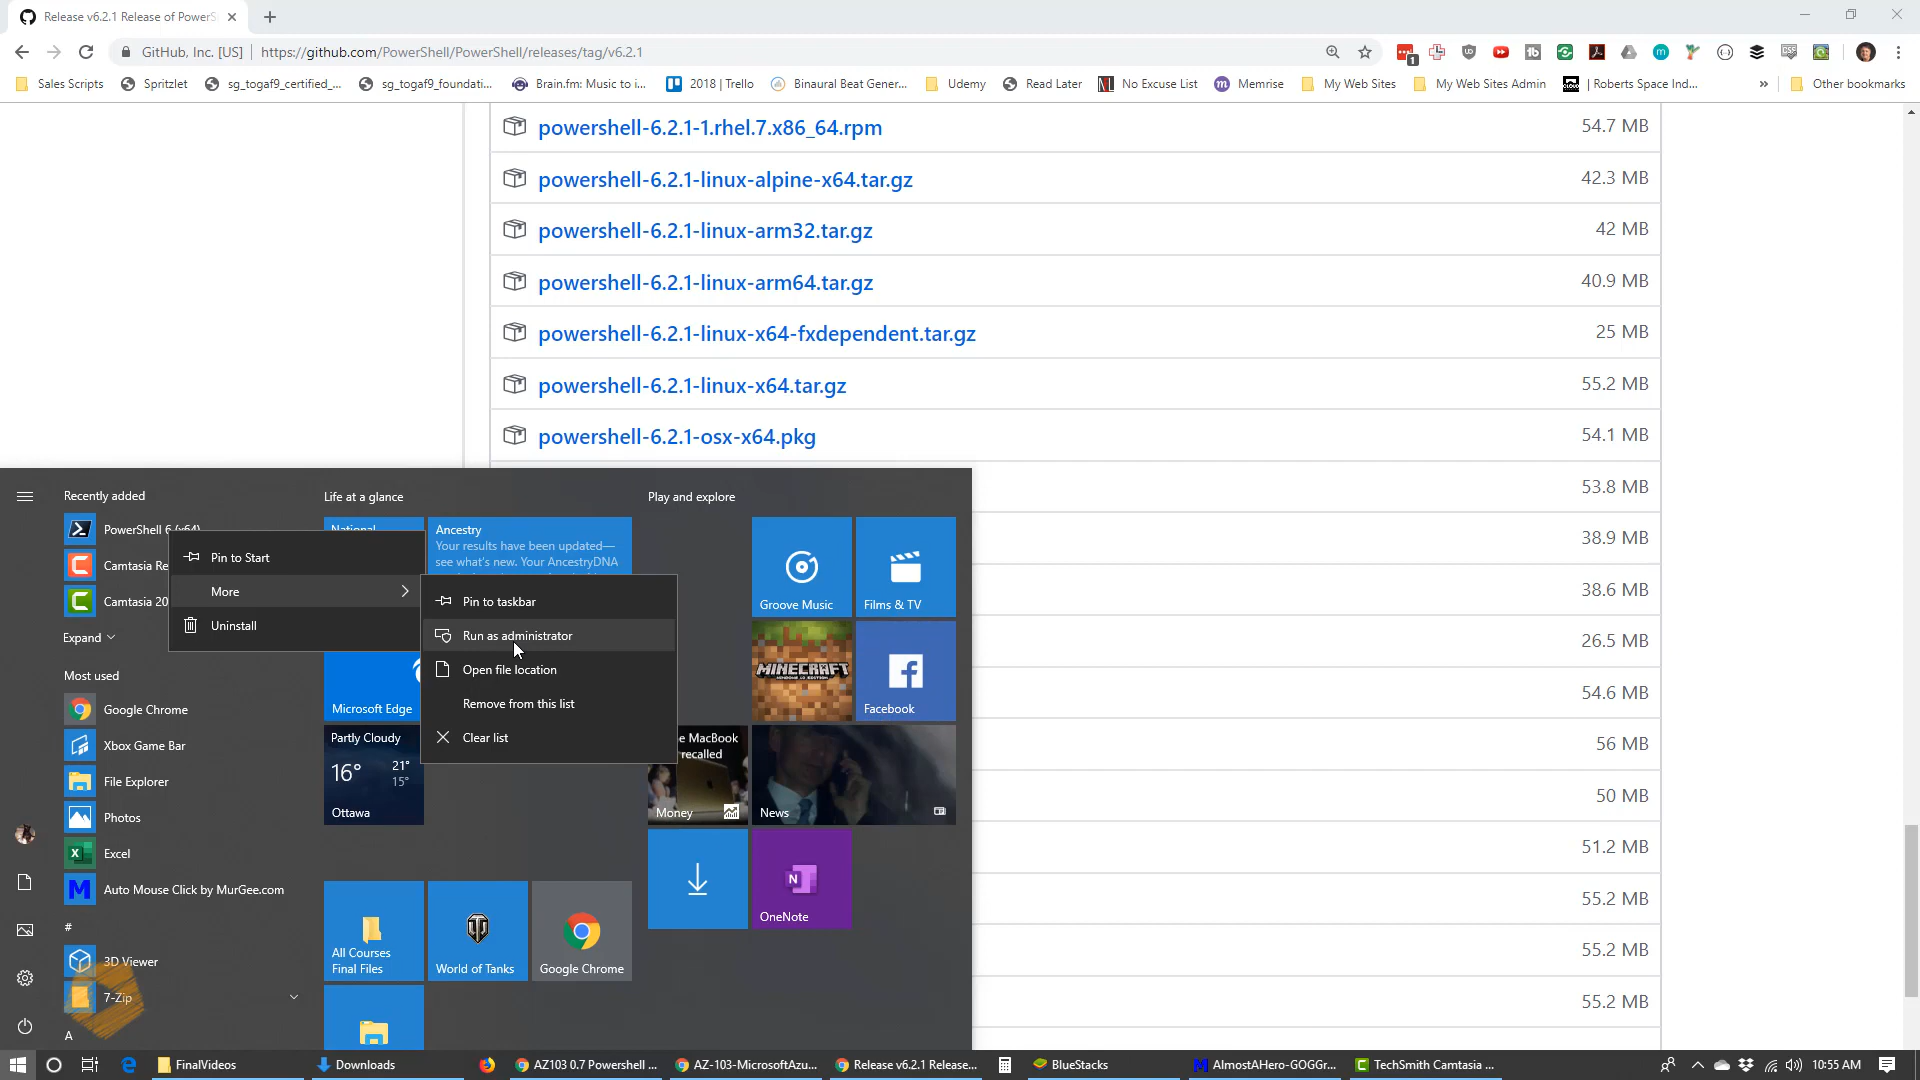 Release v6.2.1 Release of PowerS
GitHub, Inc. [US] https://github.com/PowerShell/PowerShell/releases/tag/v6.2.1
1
Sales Scripts Spritzlet sg_togaf9_certified_... sg_togaf9_foundati... Brain.fm: Music to i... 2018 | Trello Binaural Beat Gener... Udemy Read Later No Excuse List Memrise My Web Sites My Web Sites Admin | Roberts Space Ind... » Other bookmarks
powershell-6.2.1-1.rhel.7.x86_64.rpm 54.7 MB
powershell-6.2.1-linux-alpine-x64.tar.gz 42.3 MB
powershell-6.2.1-linux-arm32.tar.gz 42 MB
powershell-6.2.1-linux-arm64.tar.gz 40.9 MB
powershell-6.2.1-linux-x64-fxdependent.tar.gz 25 MB
powershell-6.2.1-linux-x64.tar.gz 55.2 MB
powershell-6.2.1-osx-x64.pkg 54.1 MB
53.8 MB
38.9 MB
38.6 MB
26.5 MB
54.6 MB
56 MB
50 MB
51.2 MB
55.2 MB
55.2 MB
55.2 MB
Recently added
PowerShell 6 (x64)
Camtasia Re
Camtasia 20
Expand
Most used
Google Chrome
Xbox Game Bar
File Explorer
Photos
Excel
Auto Mouse Click by MurGee.com
#
3D Viewer
7-Zip
A
Pin to Start
More
Uninstall
Pin to taskbar
Run as administrator
Open file location
Remove from this list
Clear list
Life at a glance
National
Ancestry
Your results have been updated—
see what's new. Your AncestryDNA
Microsoft Edge
Partly Cloudy
16° 21°
15°
Ottawa
All Courses
Final Files
World of Tanks
Google Chrome
Play and explore
Groove Music
Films & TV
MINECRAFT
WINDOWS 10 EDITION
Facebook
e MacBook
recalled
Money
News
OneNote
FinalVideos Downloads AZ103 0.7 Powershell ... AZ-103-MicrosoftAzu... Release v6.2.1 Release... BlueStacks AlmostAHero-GOGGr... TechSmith Camtasia ... 10:55 AM